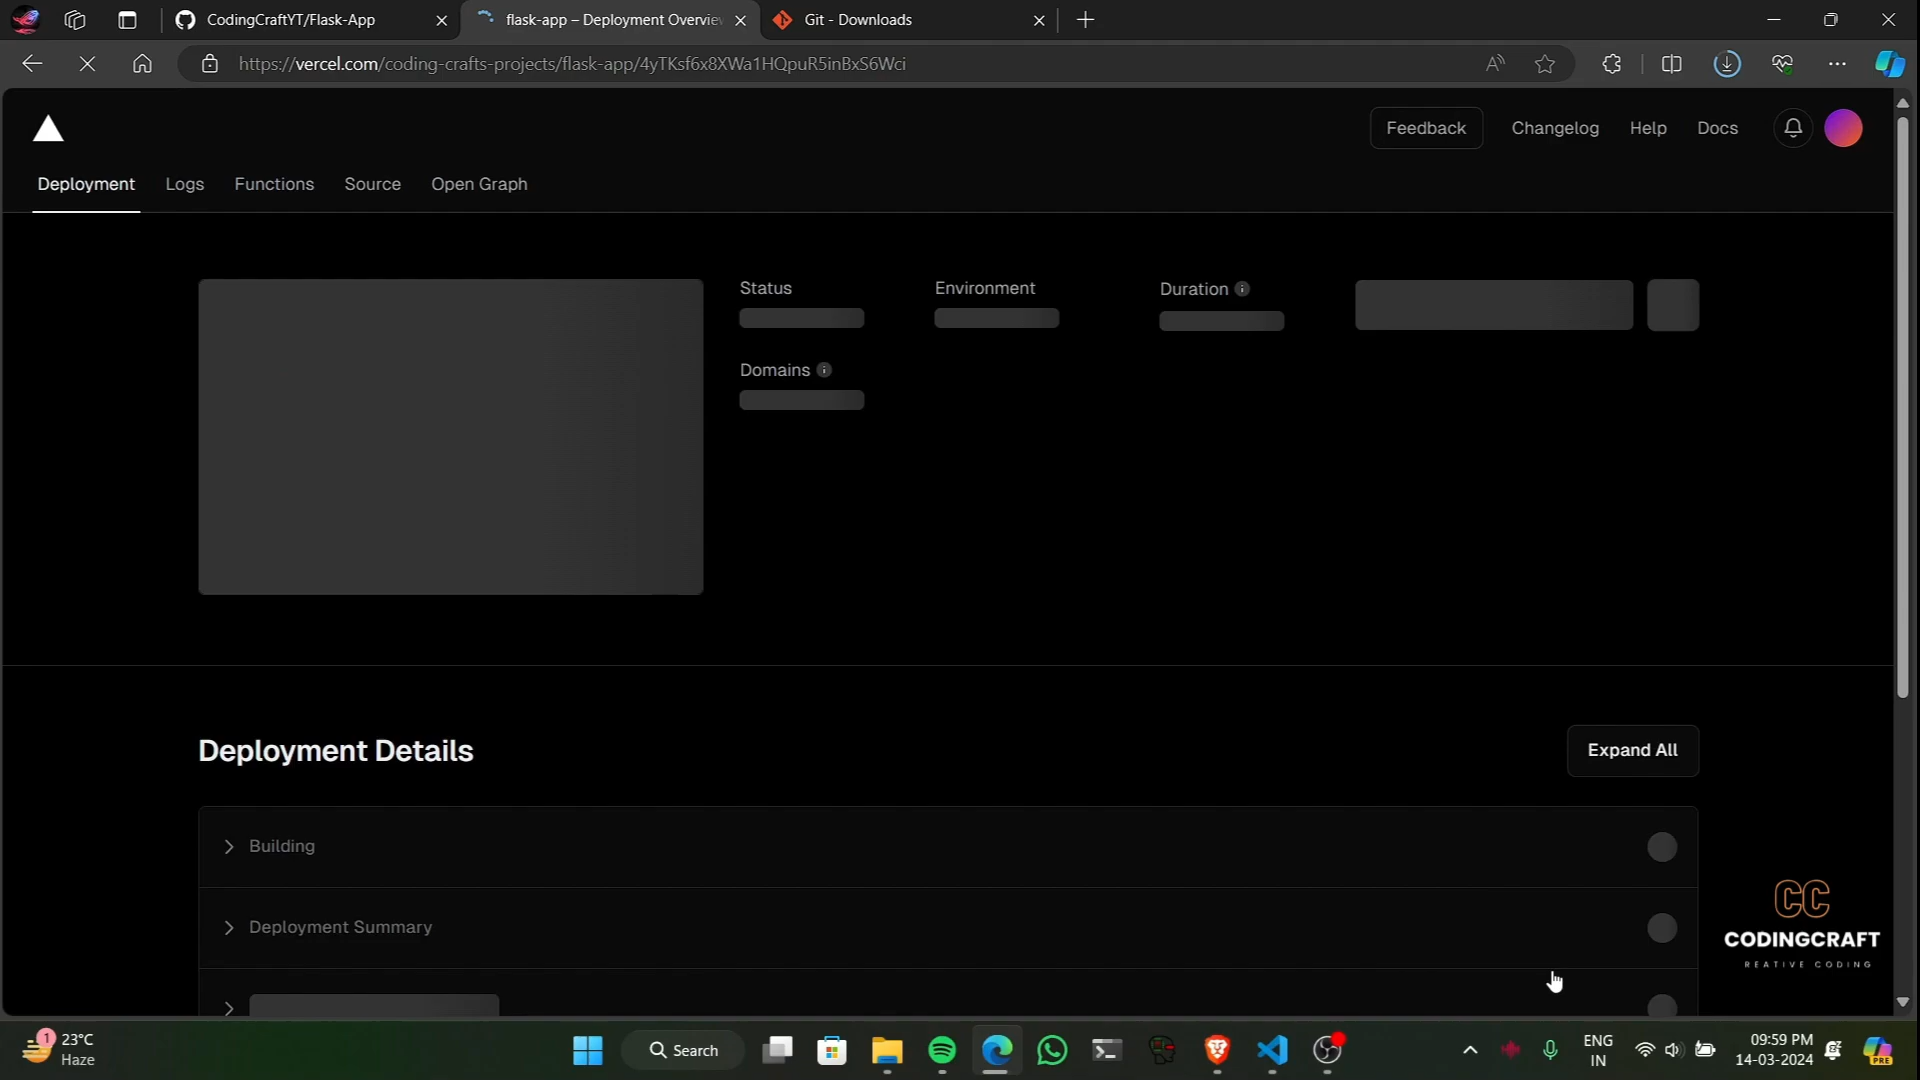 CodingCraftYT/Flask-App
flask-app – Deployment Overvie
Git - Downloads
https://vercel.com/coding-crafts-projects/flask-app/4yTKsf6x8XWa1HQpuR5inBxS6Wci
Feedback
Changelog
Help
Docs
Deployment
Logs
Functions
Source
Open Graph
Status
Environment
Duration
Domains
Deployment Details
Expand All
Building
Deployment Summary
CC
CODINGCRAFT
REATIVE CODING
1
23°C
Haze
Search
ENG
IN
09:59 PM
14-03-2024
PRE